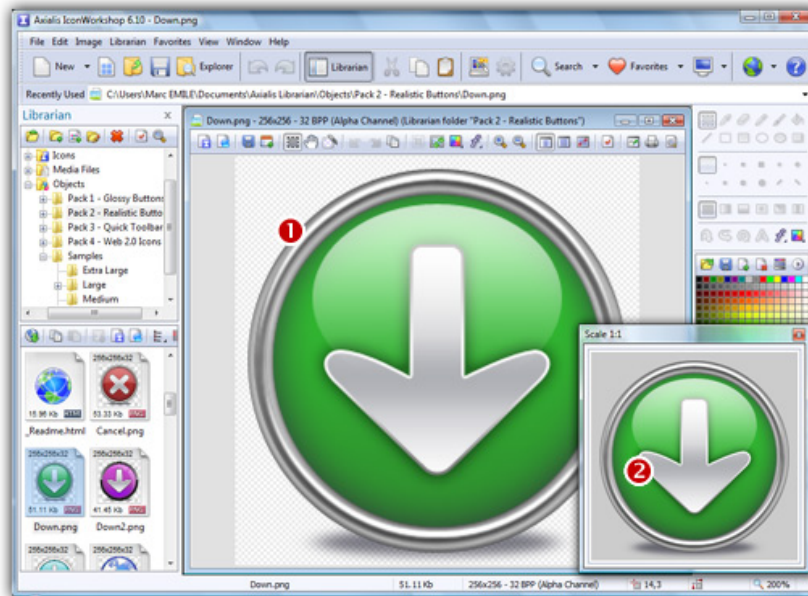 Axialis IconWorkshop 6.10 - Down.png
File Edit Image Librarian Favorites View Window Help
New Explorer Librarian Search Favorites
Recently Used C:\Users\Marc EMILE\Documents\Axialis Librarian\Objects\Pack 2 - Realistic Buttons\Down.png
Librarian
Down.png - 256x256 - 32 BPP (Alpha Channel) (Librarian folder "Pack 2 - Realistic Buttons")
Icons
Media Files
Objects
Pack 1 - Glossy Buttons
Pack 2 - Realistic Butto
Pack 3 - Quick Toolbar
Pack 4 - Web 2.0 Icons
Samples
Extra Large
Large
Medium
1
Scale 1:1
2
256x256x32
15.96 Kb HTML 53.33 Kb PNG
_Readme.html Cancel.png
256x256x32 256x256x32
51.11 Kb PNG 41.45 Kb PNG
Down.png Down2.png
256x256x32 256x256x32
Down.png 51.11 Kb 256x256 - 32 BPP (Alpha Channel) 14,3 200%